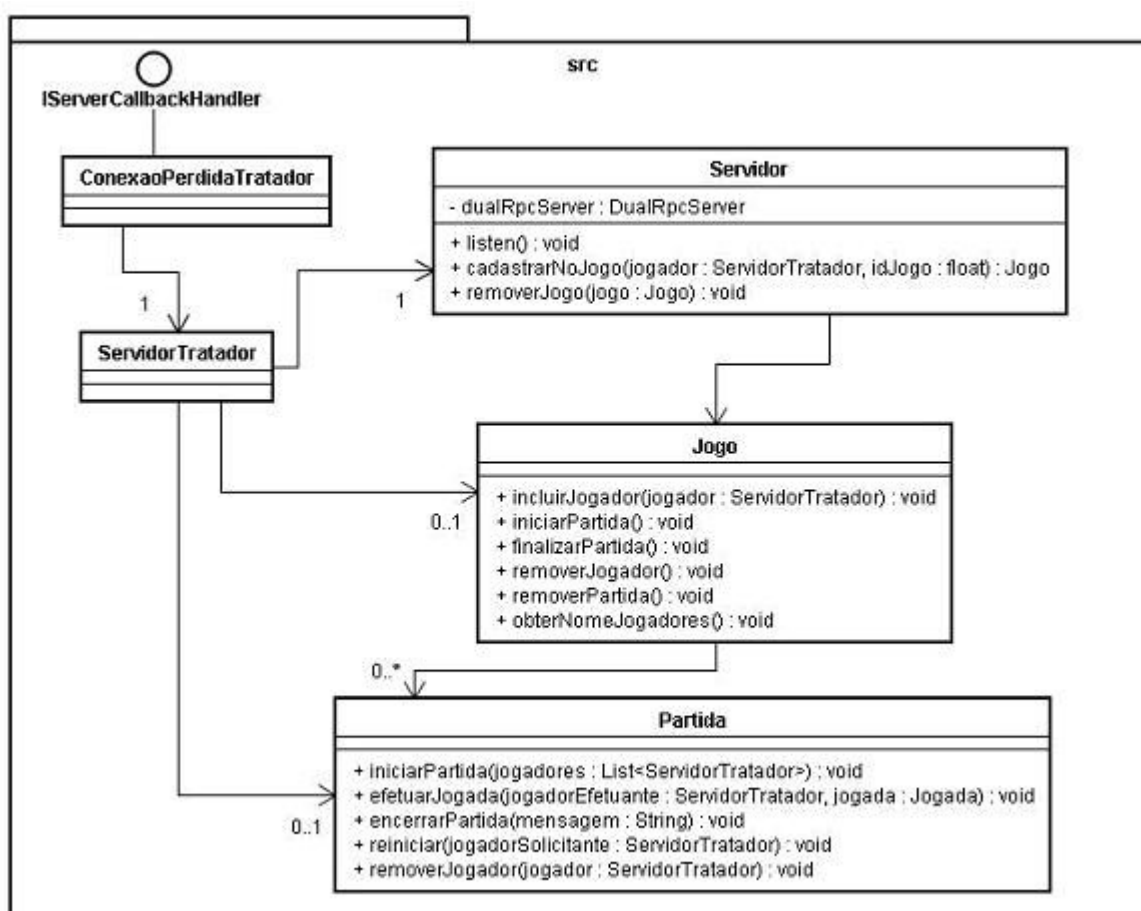 src
IServerCallbackHandler
ConexaoPerdidaTratador
Servidor
- dualRpcServer : DualRpcServer
+ listen() : void
+ cadastrarNoJogo(jogador : ServidorTratador, idJogo : float) : Jogo
+ removerJogo(jogo : Jogo) : void
1
1
ServidorTratador
Jogo
+ incluirJogador(jogador : ServidorTratador) : void
+ iniciarPartida() : void
+ finalizarPartida() : void
+ removerJogador() : void
+ removerPartida() : void
+ obterNomeJogadores() : void
0..1
0..*
Partida
+ iniciarPartida(jogadores : List<ServidorTratador>) : void
+ efetuarJogada(jogadorEfetuante : ServidorTratador, jogada : Jogada) : void
+ encerrarPartida(mensagem : String) : void
+ reiniciar(jogadorSolicitante : ServidorTratador) : void
+ removerJogador(jogador : ServidorTratador) : void
0..1